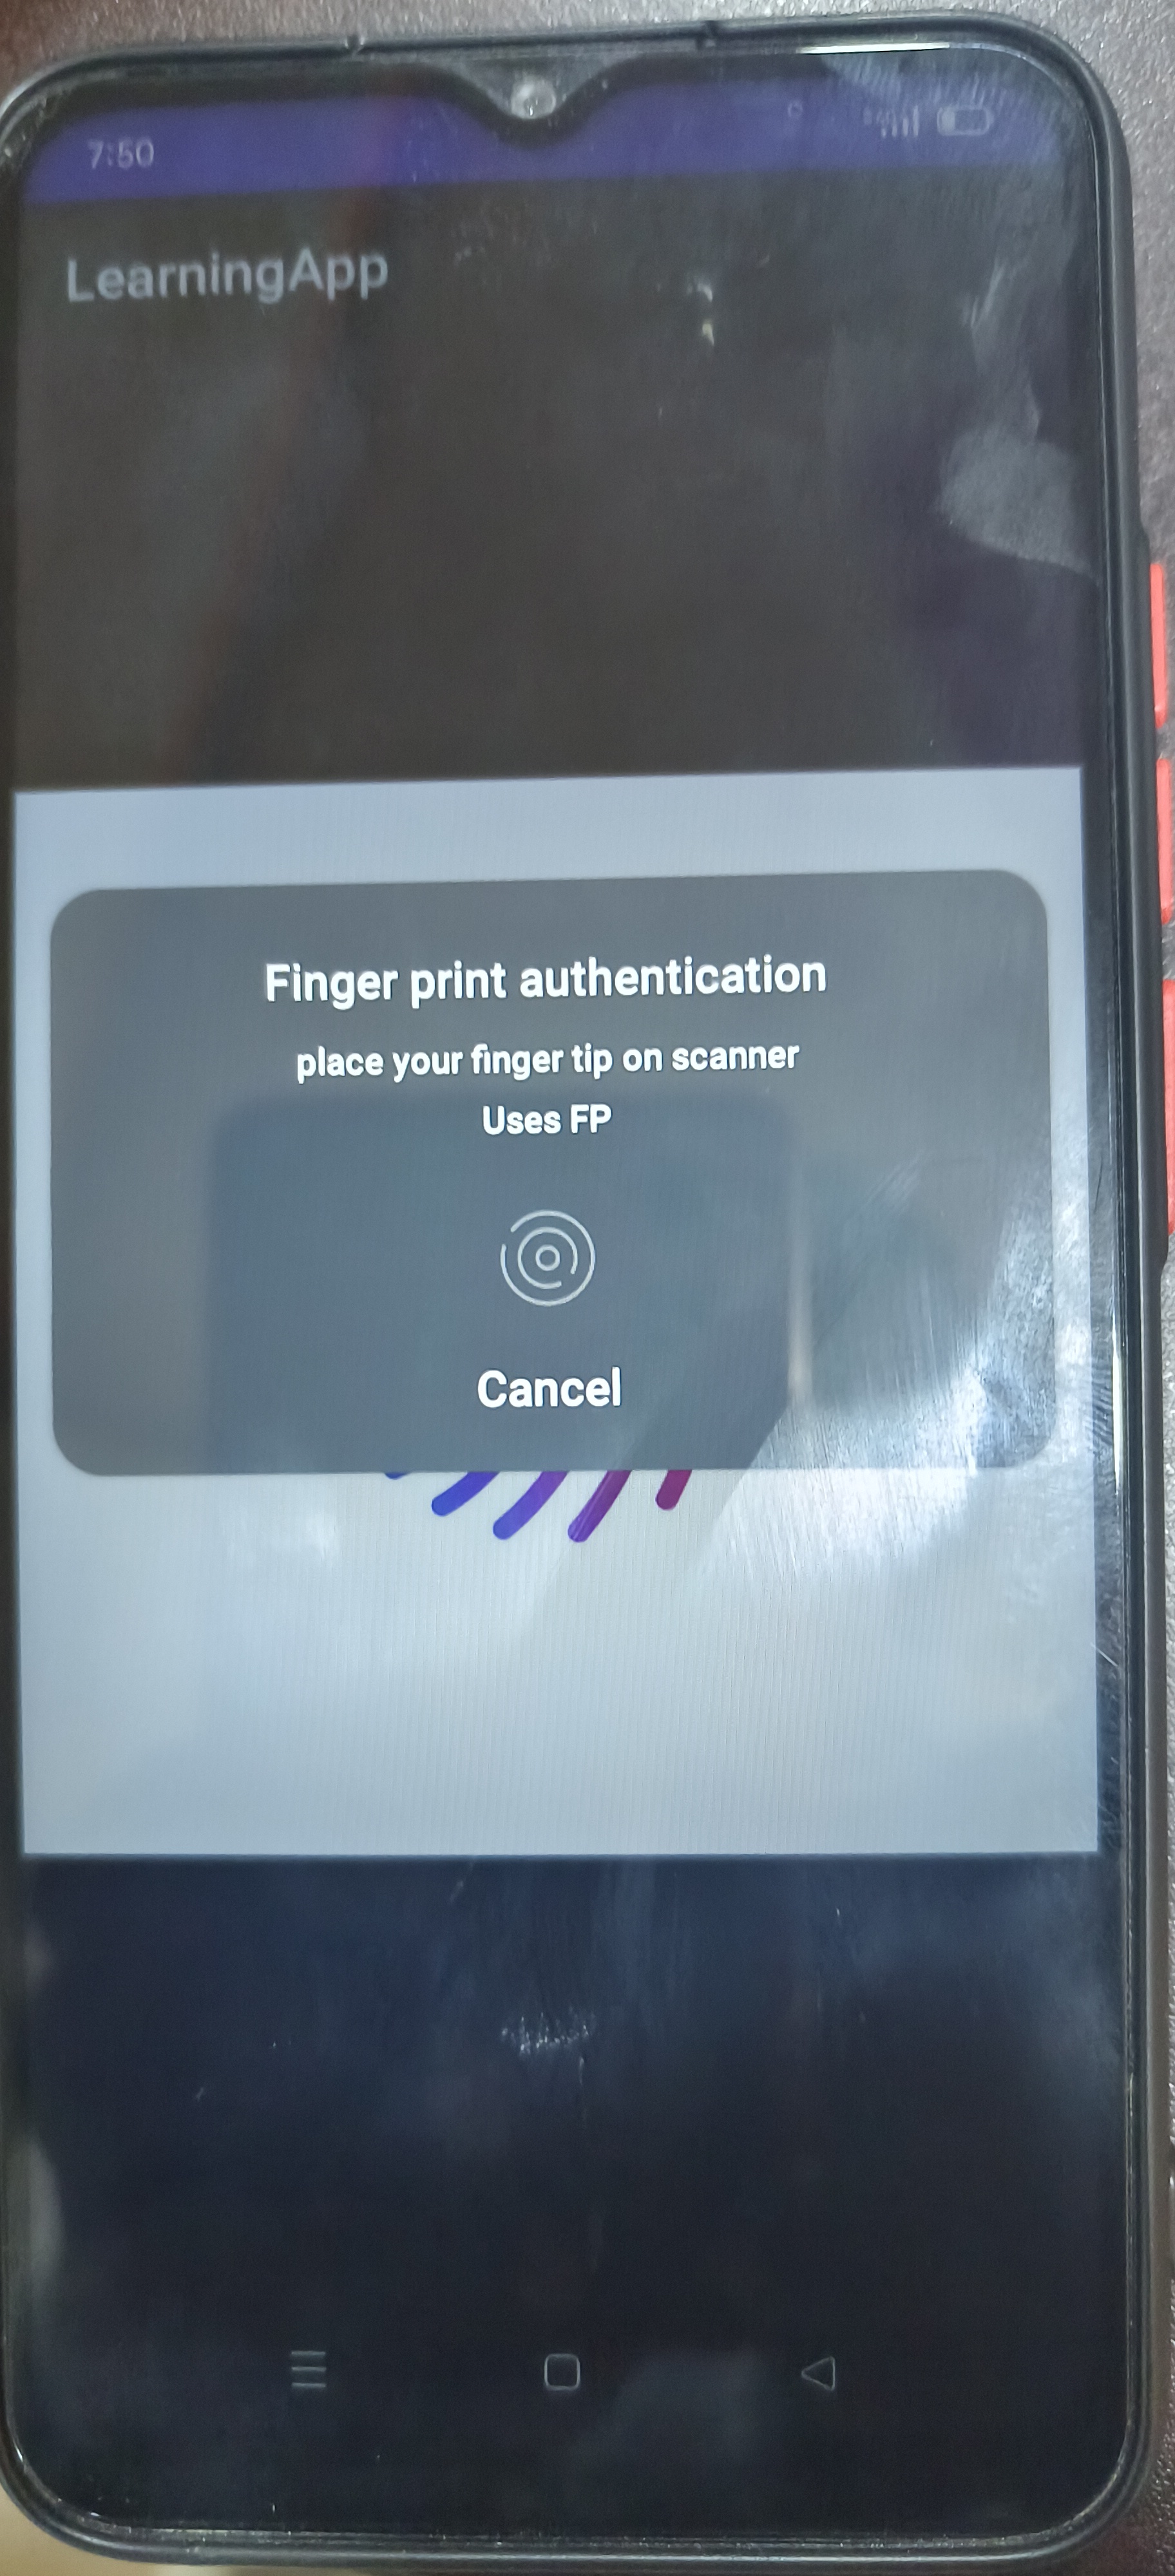 7:50
LearningApp
Finger print authentication
place your finger tip on scanner
Uses FP
Cancel